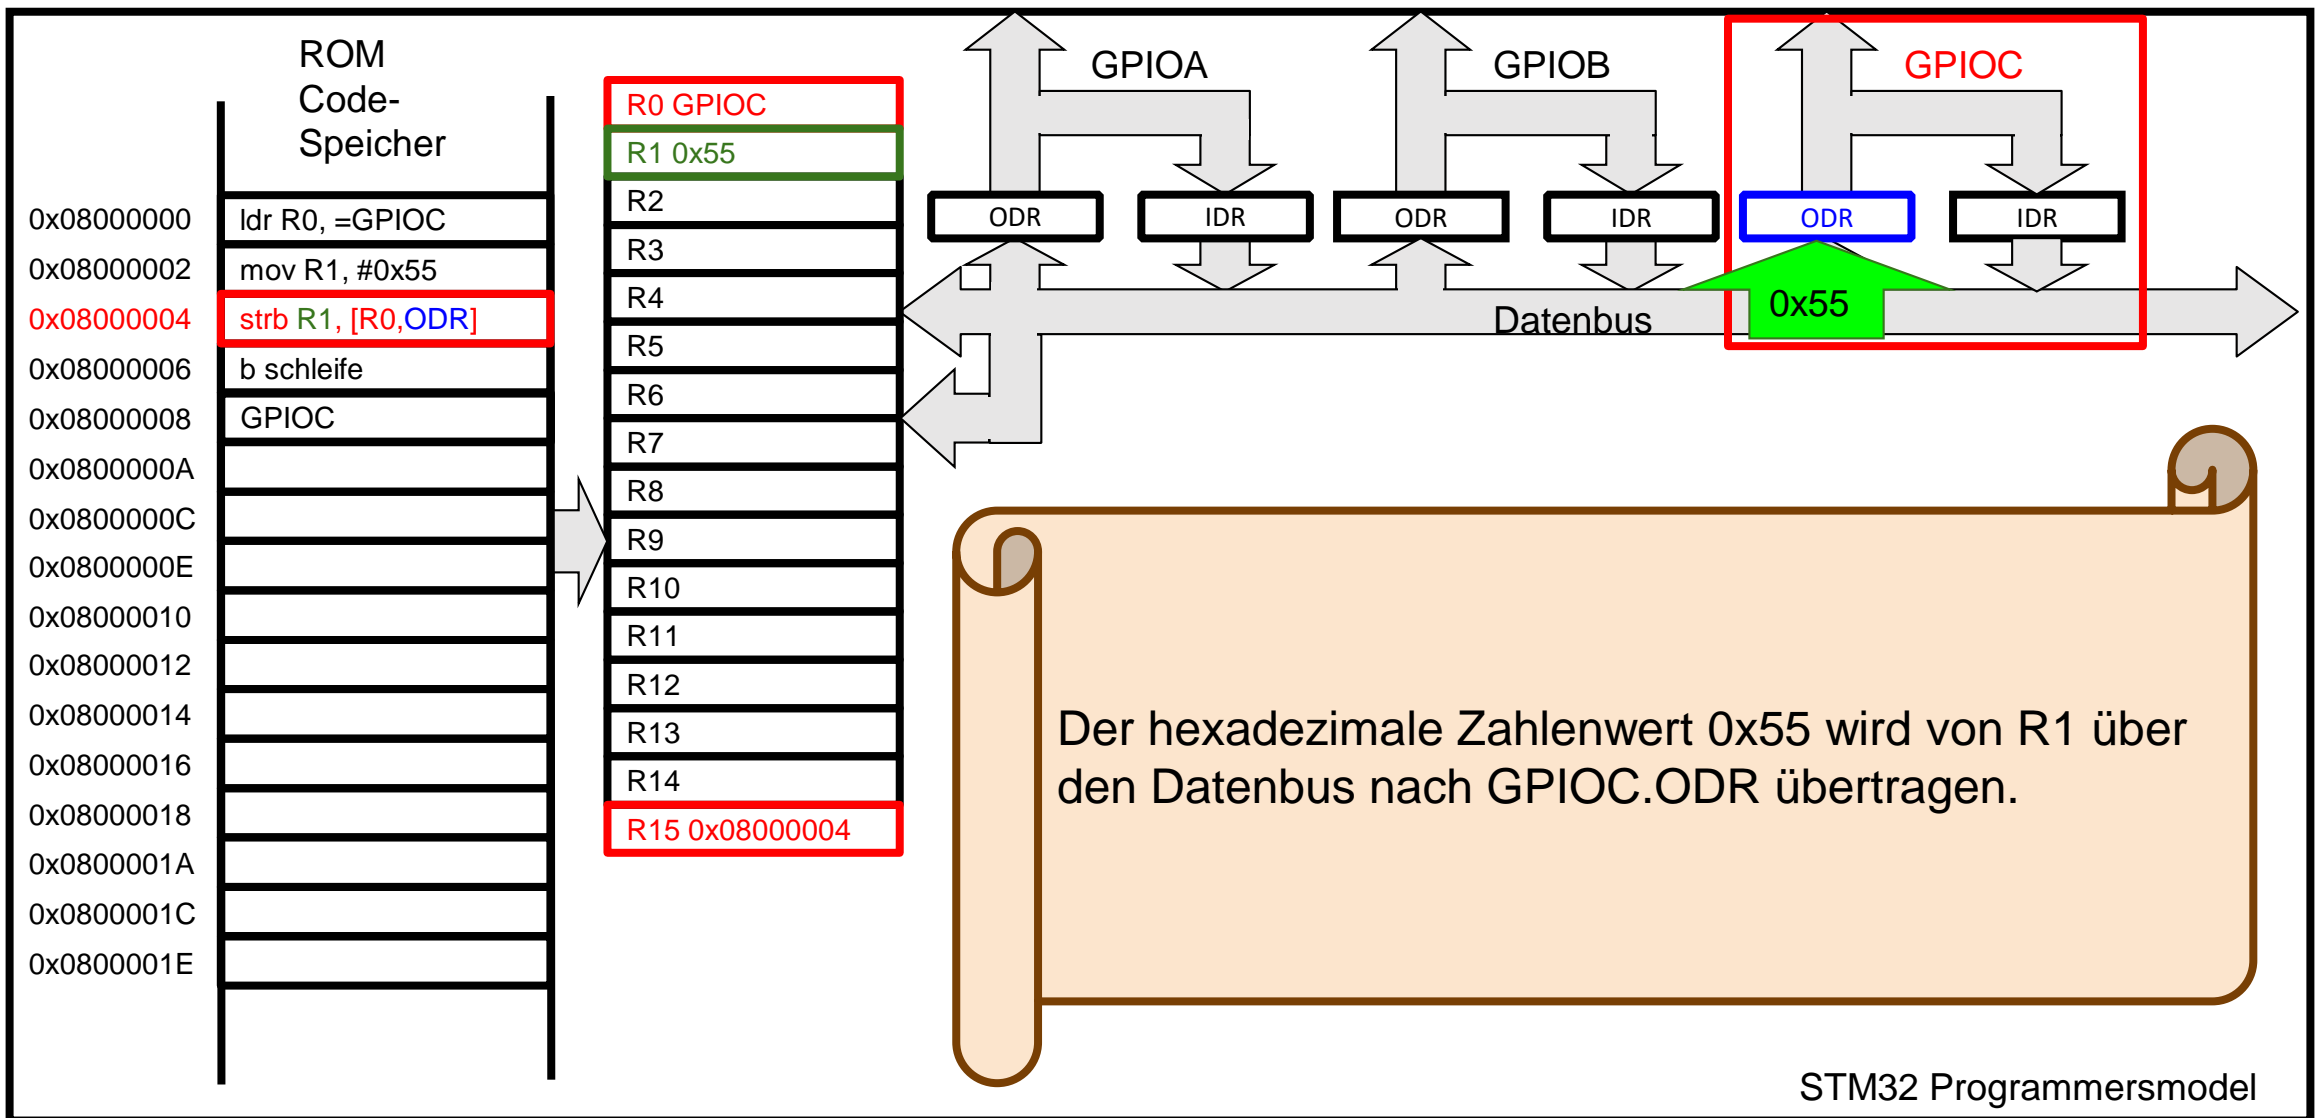 ROM
Code-
Speicher
0x08000000 ldr R0, =GPIOC
0x08000002 mov R1, #0x55
0x08000004 strb R1, [R0,ODR]
0x08000006 b schleife
0x08000008 GPIOC
0x0800000A
0x0800000C
0x0800000E
0x08000010
0x08000012
0x08000014
0x08000016
0x08000018
0x0800001A
0x0800001C
0x0800001E
R0 GPIOC
R1 0x55
R2
R3
R4
R5
R6
R7
R8
R9
R10
R11
R12
R13
R14
R15 0x08000004
GPIOA
GPIOB
GPIOC
ODR
IDR
ODR
IDR
ODR
IDR
Datenbus
0x55
Der hexadezimale Zahlenwert 0x55 wird von R1 über
den Datenbus nach GPIOC.ODR übertragen.
STM32 Programmersmodel